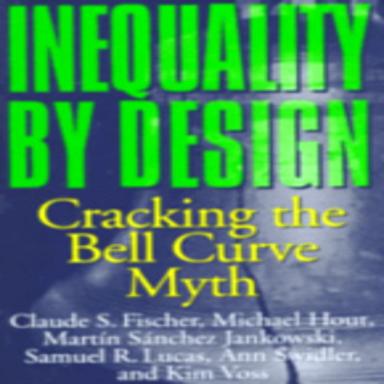 INEQUALITY
BY DESIGN
Cracking the
Bell Curve
Myth
Claude S. Fischer, Michael Hout,
Martín Sánchez Jankowski,
Samuel R. Lucas, Ann Swidler,
and Kim Voss